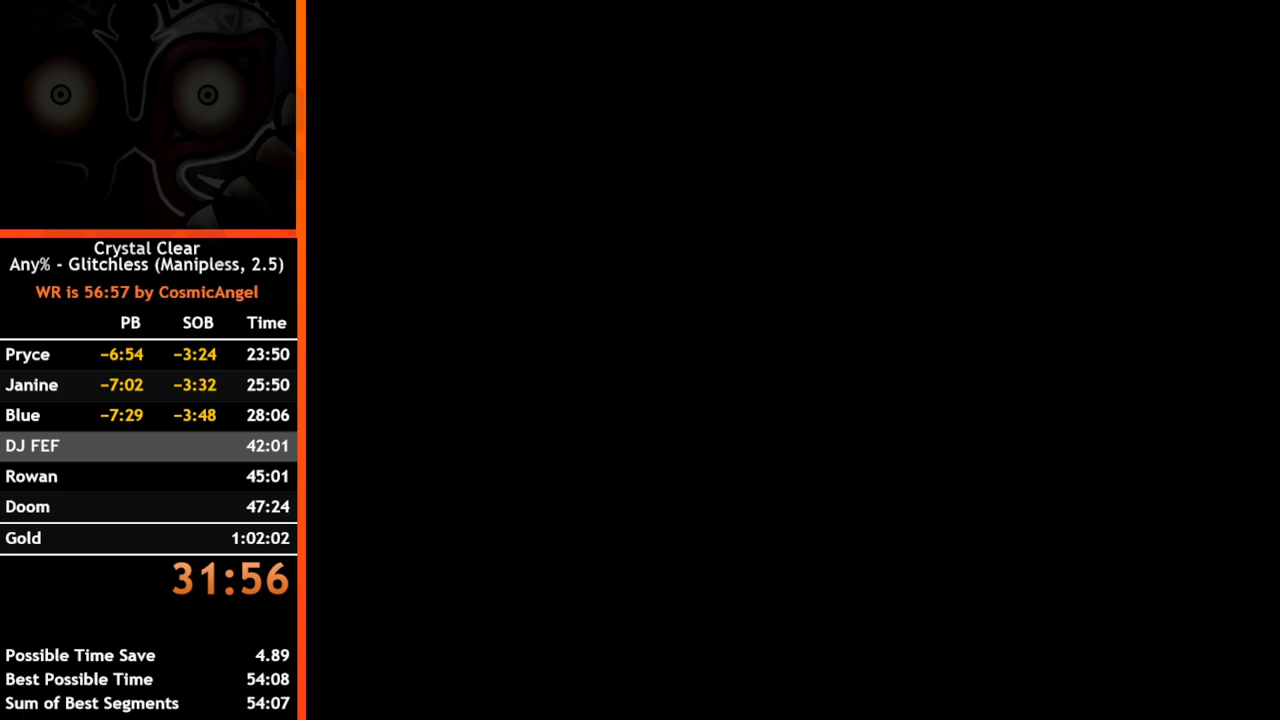 Crystal Clear
Any% - Glitchless (Manipless, 2.5)
WR is 56:57 by CosmicAngel
PB SOB Time
Pryce −6:54 −3:24 23:50
Janine −7:02 −3:32 25:50
Blue −7:29 −3:48 28:06
DJ FEF 42:01
Rowan 45:01
Doom 47:24
Gold 1:02:02
31:56
Possible Time Save 4.89
Best Possible Time 54:08
Sum of Best Segments 54:07